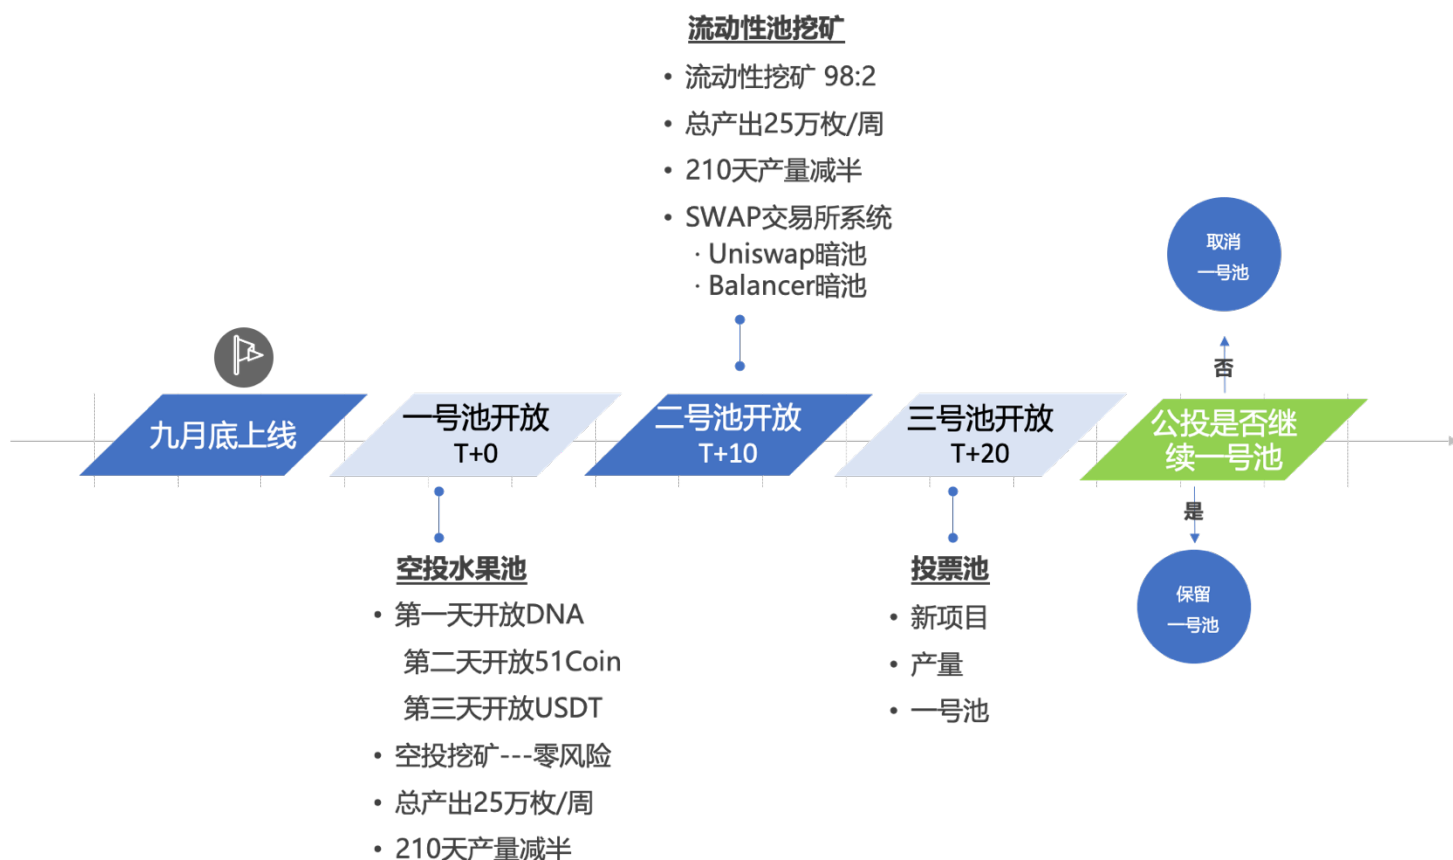 流动性池挖矿
• 流动性挖矿 98:2
• 总产出25万枚/周
• 210天产量减半
• SWAP交易所系统
· Uniswap暗池
· Balancer暗池
取消
一号池
否
九月底上线
一号池开放
T+0
二号池开放
T+10
三号池开放
T+20
公投是否继
续一号池
是
保留
一号池
空投水果池
• 第一天开放DNA
第二天开放51Coin
第三天开放USDT
• 空投挖矿---零风险
• 总产出25万枚/周
• 210天产量减半
投票池
• 新项目
• 产量
• 一号池